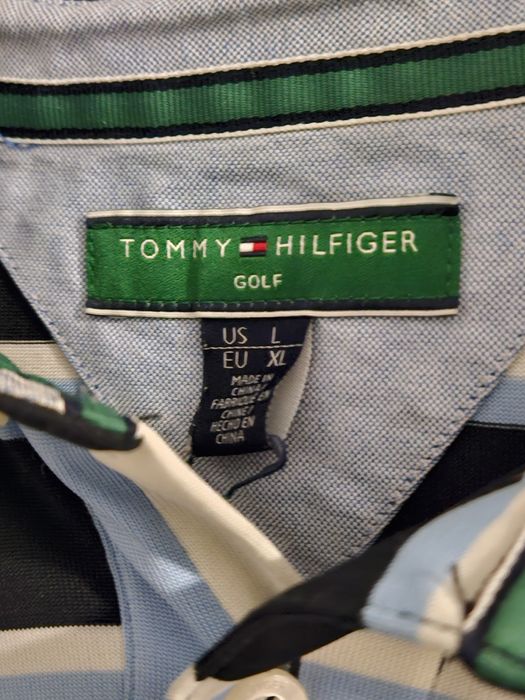 TOMMY HILFIGER
GOLF
US L
EU XL
MADE IN
CHINA/
FABRIQUÉ EN
CHINE/
HECHO EN
CHINA